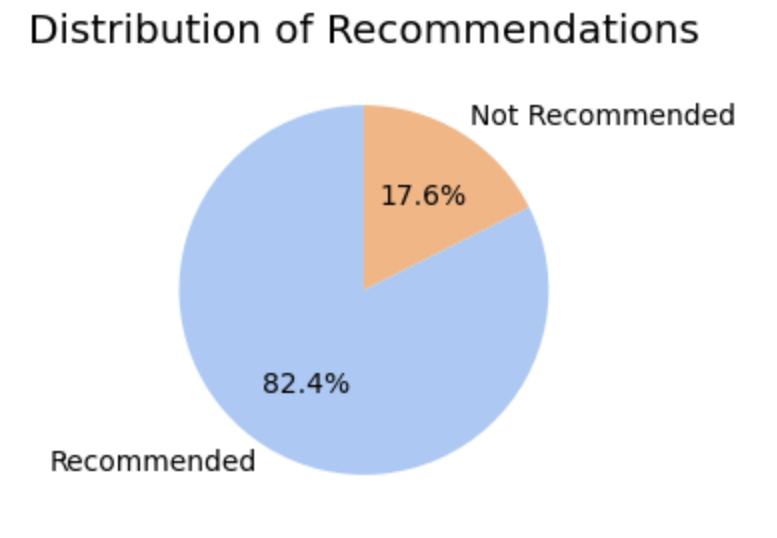 Distribution of Recommendations
Not Recommended
17.6%
82.4%
Recommended